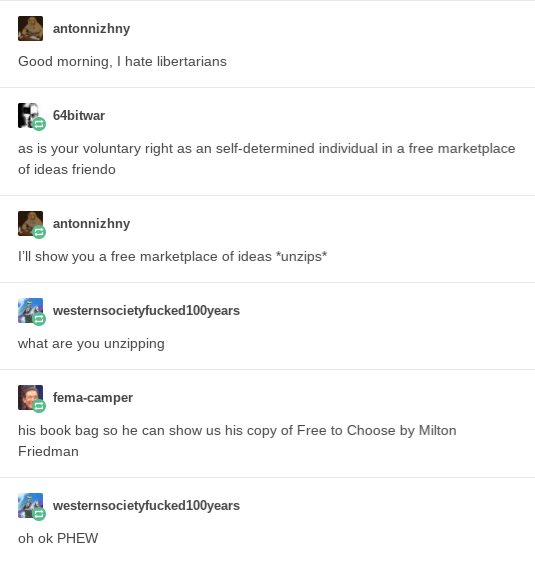 antonnizhny
Good morning, I hate libertarians
64bitwar
as is your voluntary right as an self-determined individual in a free marketplace
of ideas friendo
antonnizhny
I’ll show you a free marketplace of ideas *unzips*
westernsocietyfucked100years
what are you unzipping
fema-camper
his book bag so he can show us his copy of Free to Choose by Milton
Friedman
westernsocietyfucked100years
oh ok PHEW